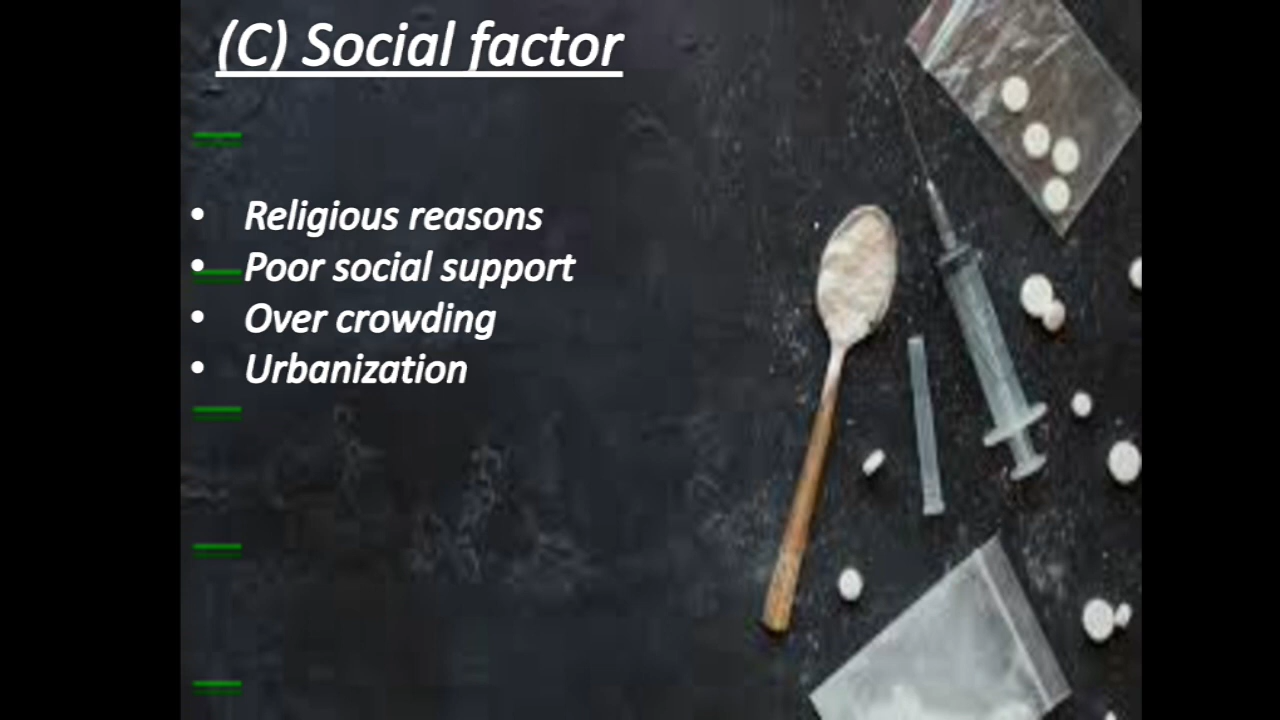 (C) Social factor
• Religious reasons
• Poor social support
• Over crowding
• Urbanization